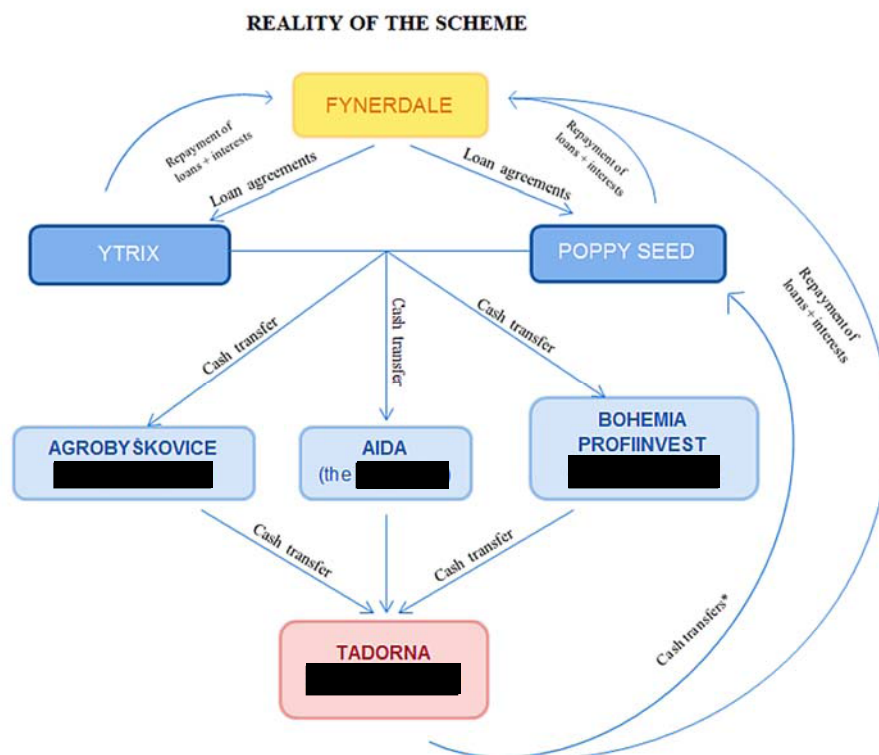 REALITY OF THE SCHEME
FYNERDALE
Repayment of
loans + interests
Repayment of
loans + interests
Loan agreements
Loan agreements
YTRIX
POPPY SEED
Repayment of
loans + interests
Cash transfer
Cash transfer
Cash transfer
AGROBYŠKOVICE
AIDA
(the )
BOHEMIA
PROFIINVEST
Cash transfer
Cash transfer
Cash transfers*
TADORNA